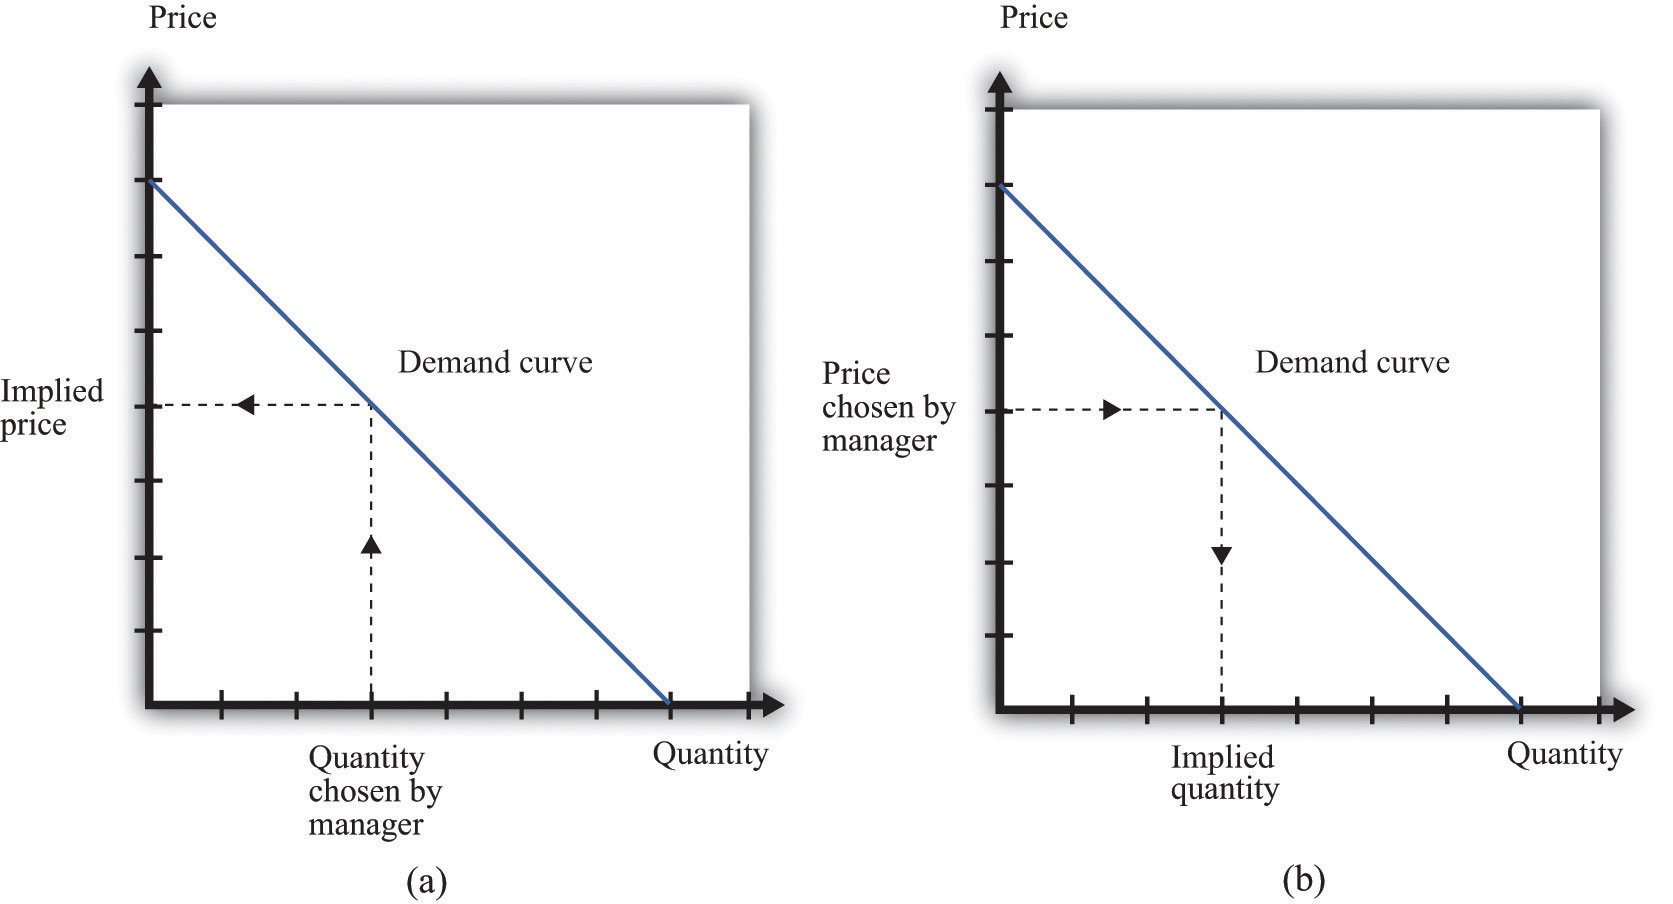 Price
Demand curve
Implied
price
Quantity
chosen by
manager
Quantity
(a)
Price
Demand curve
Price
chosen by
manager
Implied
quantity
Quantity
(b)